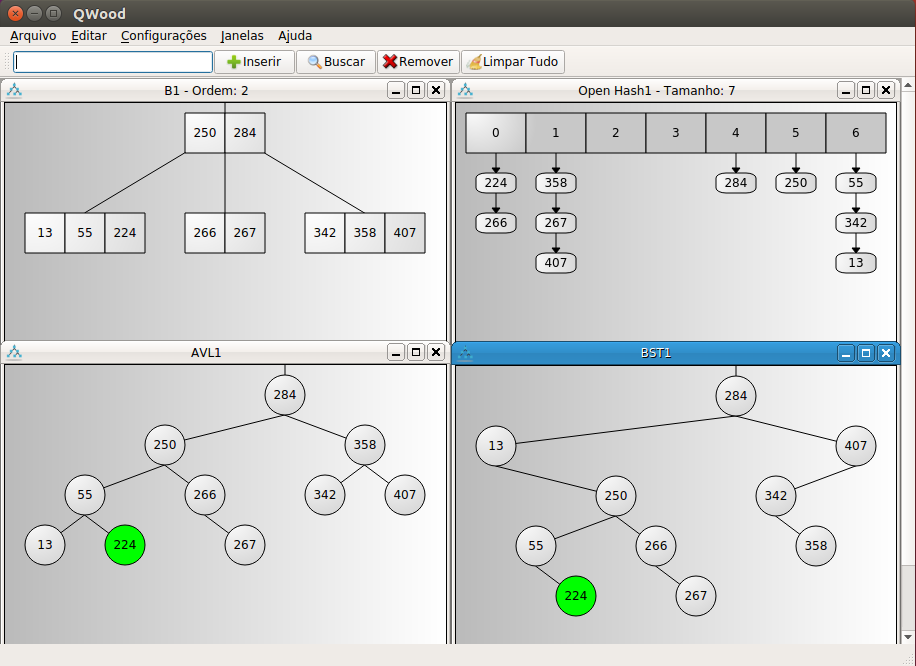 QWood
Arquivo Editar Configurações Janelas Ajuda
Inserir Buscar Remover Limpar Tudo
B1 - Ordem: 2
250 284
13 55 224 266 267 342 358 407
Open Hash1 - Tamanho: 7
0 1 2 3 4 5 6
224 358 284 250 55
266 267 342
407 13
AVL1
284
250 358
55 266 342 407
13 224 267
BST1
284
13 407
250 342
55 266 358
224 267